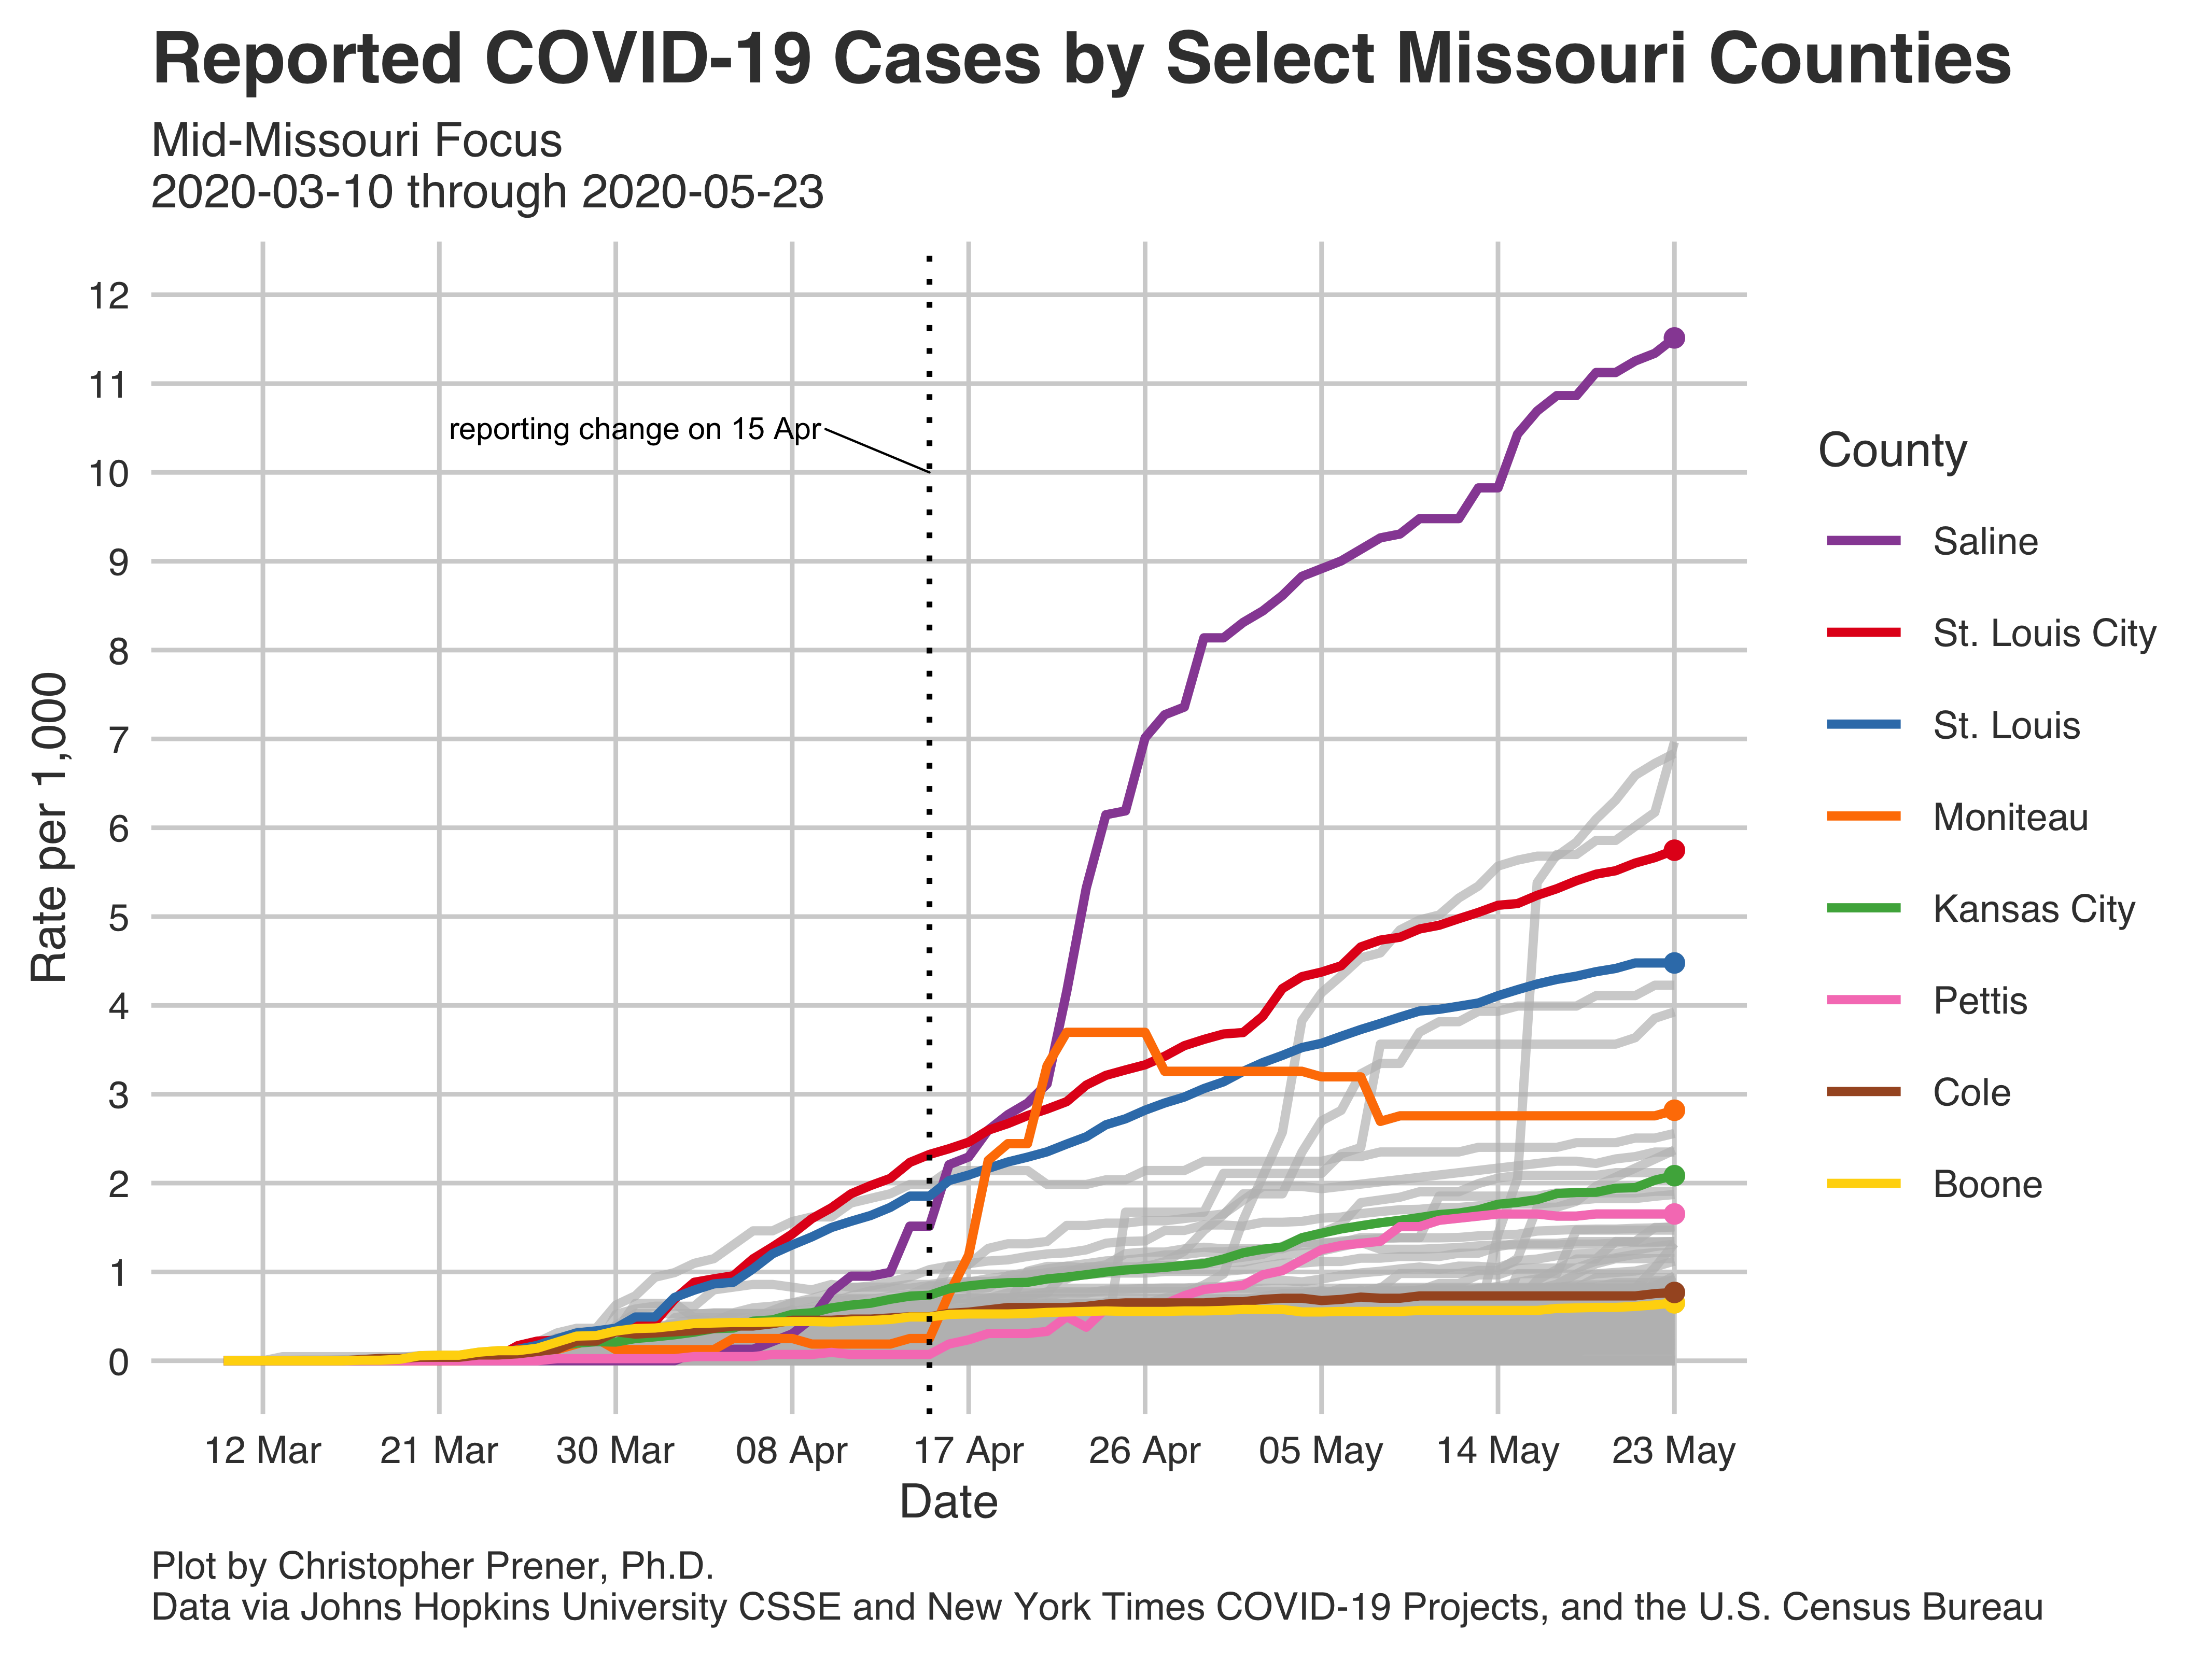 Reported COVID-19 Cases by Select Missouri Counties
Mid-Missouri Focus
2020-03-10 through 2020-05-23
12
11
10
9
8
7
6
5
4
3
2
1
0
Rate per 1,000
reporting change on 15 Apr
12 Mar
21 Mar
30 Mar
08 Apr
17 Apr
26 Apr
05 May
14 May
23 May
Date
County
Saline
St. Louis City
St. Louis
Moniteau
Kansas City
Pettis
Cole
Boone
Plot by Christopher Prener, Ph.D.
Data via Johns Hopkins University CSSE and New York Times COVID-19 Projects, and the U.S. Census Bureau